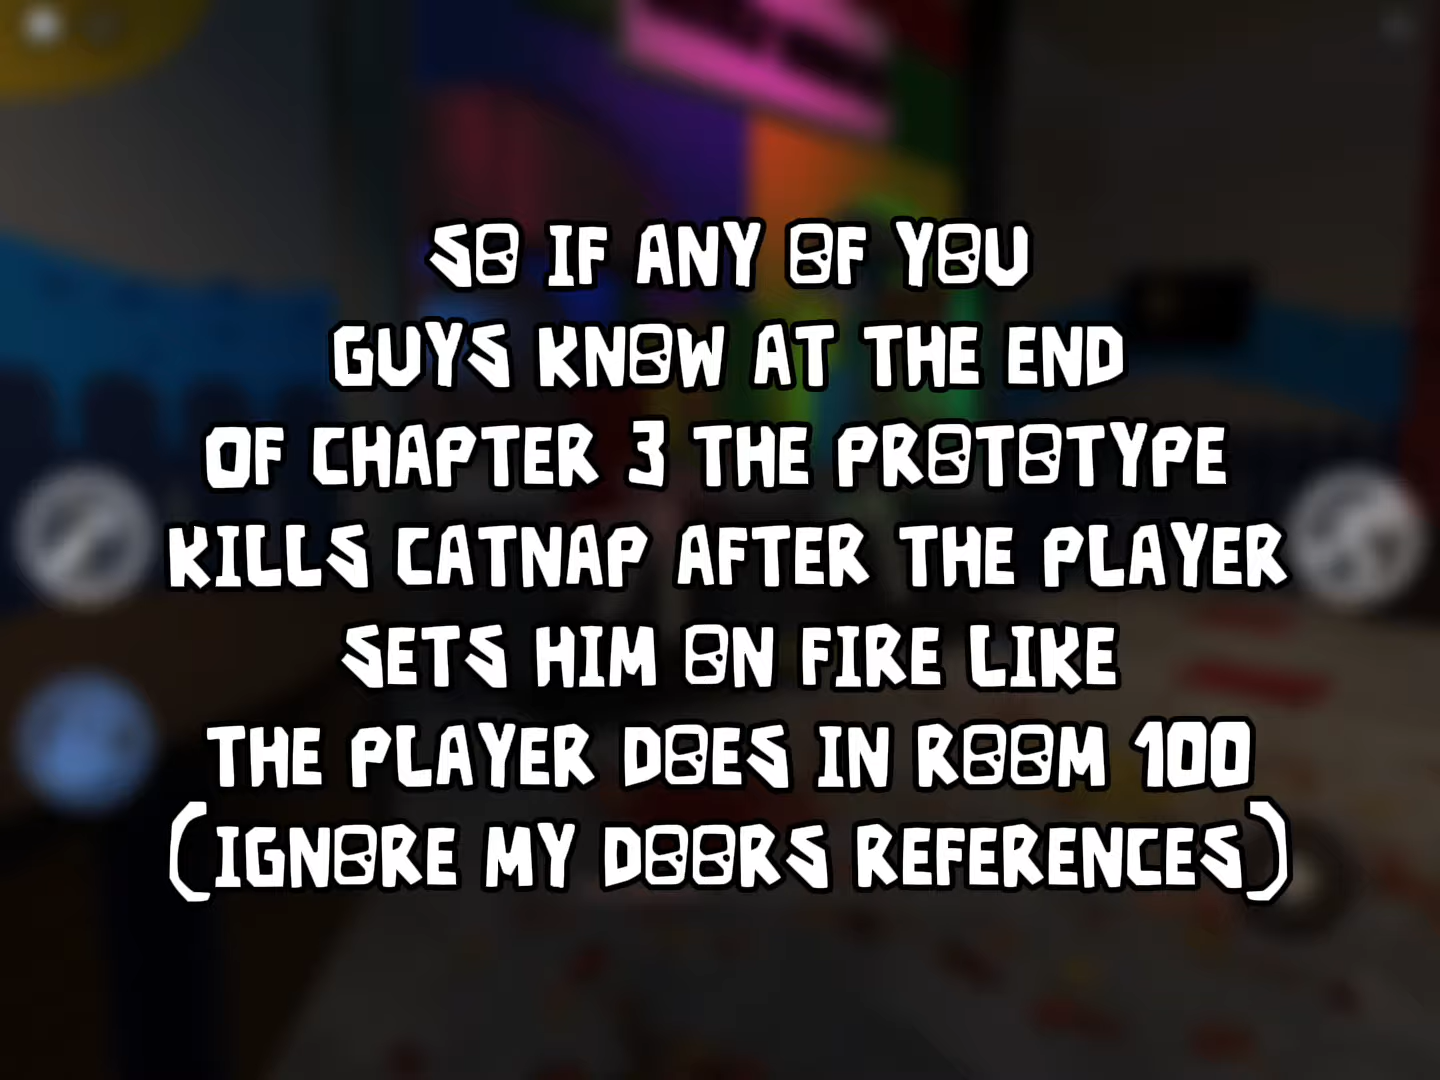 SO IF ANY OF YOU
GUYS KNOW AT THE END
OF CHAPTER 3 THE PROTOTYPE
KILLS CATNAP AFTER THE PLAYER
SETS HIM ON FIRE LIKE
THE PLAYER DOES IN ROOM 100
(IGNORE MY DOORS REFERENCES)